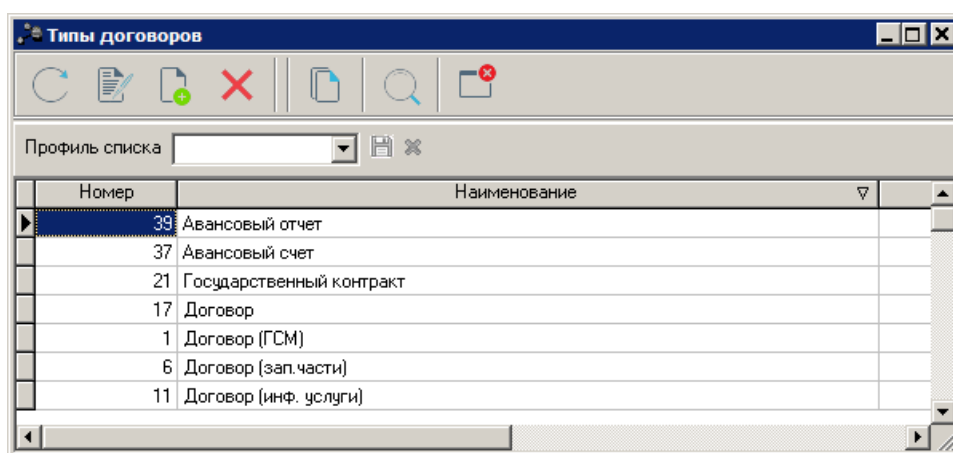 Типы договоров
Профиль списка
Номер Наименование
39 Авансовый отчет
37 Авансовый счет
21 Государственный контракт
17 Договор
1 Договор (ГСМ)
6 Договор (зап.части)
11 Договор (инф. услуги)